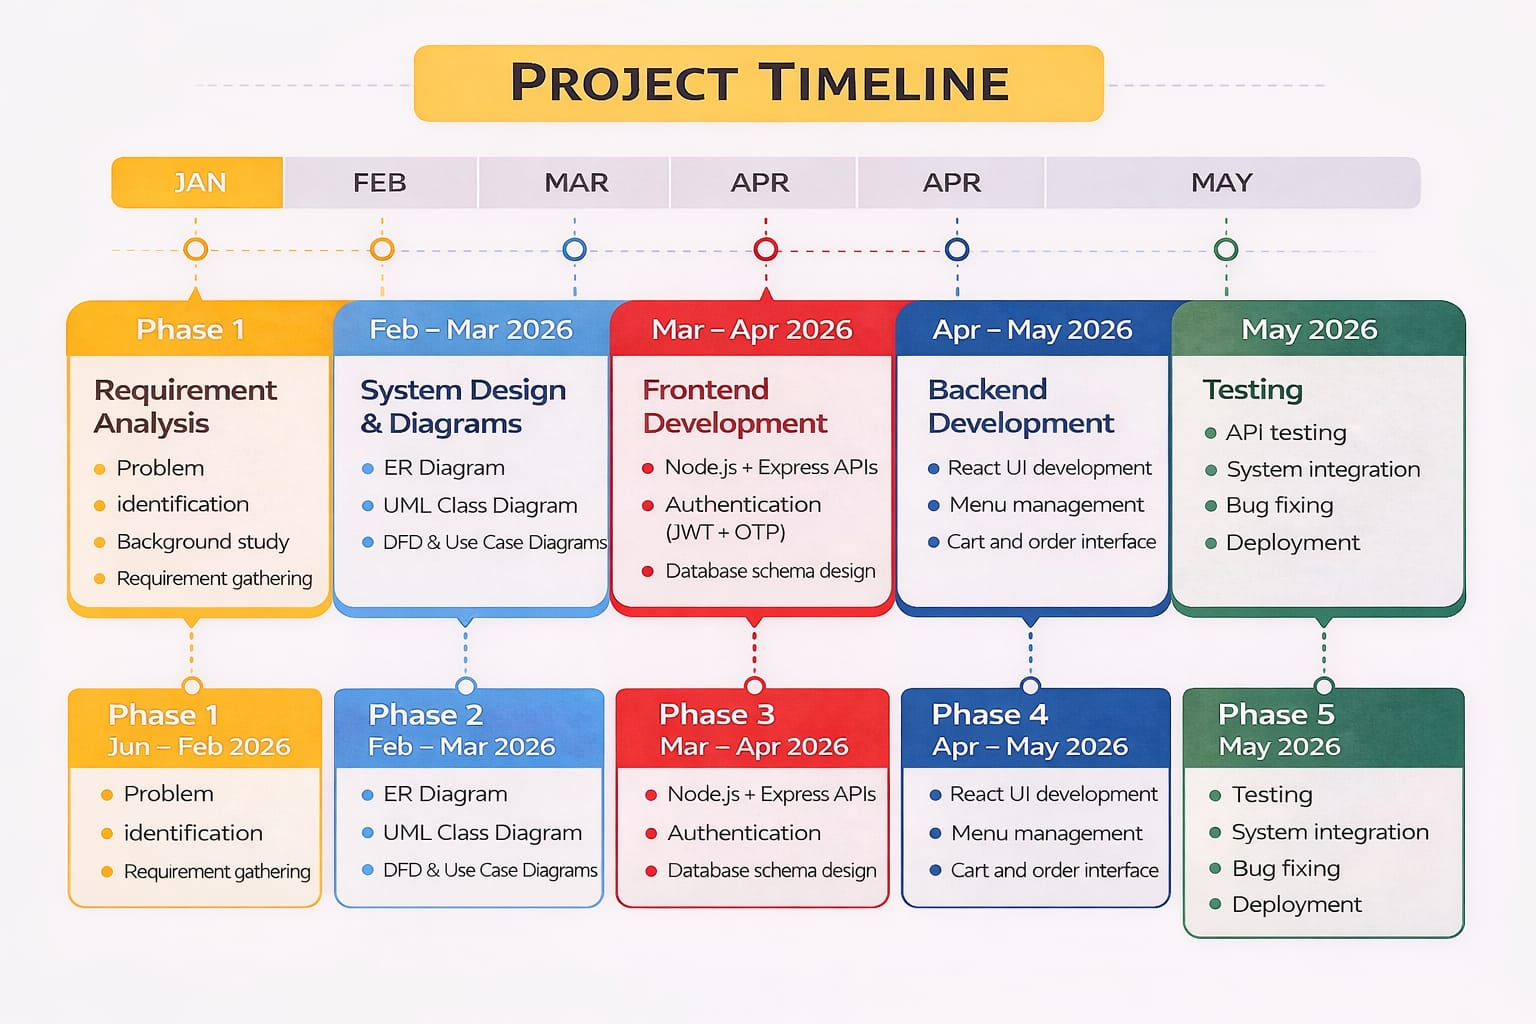 PROJECT TIMELINE
JAN FEB MAR APR APR MAY
Phase 1
Requirement
Analysis
Problem
identification
Background study
Requirement gathering
Feb – Mar 2026
System Design
& Diagrams
ER Diagram
UML Class Diagram
DFD & Use Case Diagrams
Mar – Apr 2026
Frontend
Development
Node.js + Express APIs
Authentication
(JWT + OTP)
Database schema design
Apr – May 2026
Backend
Development
React UI development
Menu management
Cart and order interface
May 2026
Testing
API testing
System integration
Bug fixing
Deployment
Phase 1
Jun – Feb 2026
Problem
identification
Requirement gathering
Phase 2
Feb – Mar 2026
ER Diagram
UML Class Diagram
DFD & Use Case Diagrams
Phase 3
Mar – Apr 2026
Node.js + Express APIs
Authentication
Database schema design
Phase 4
Apr – May 2026
React UI development
Menu management
Cart and order interface
Phase 5
May 2026
Testing
System integration
Bug fixing
Deployment